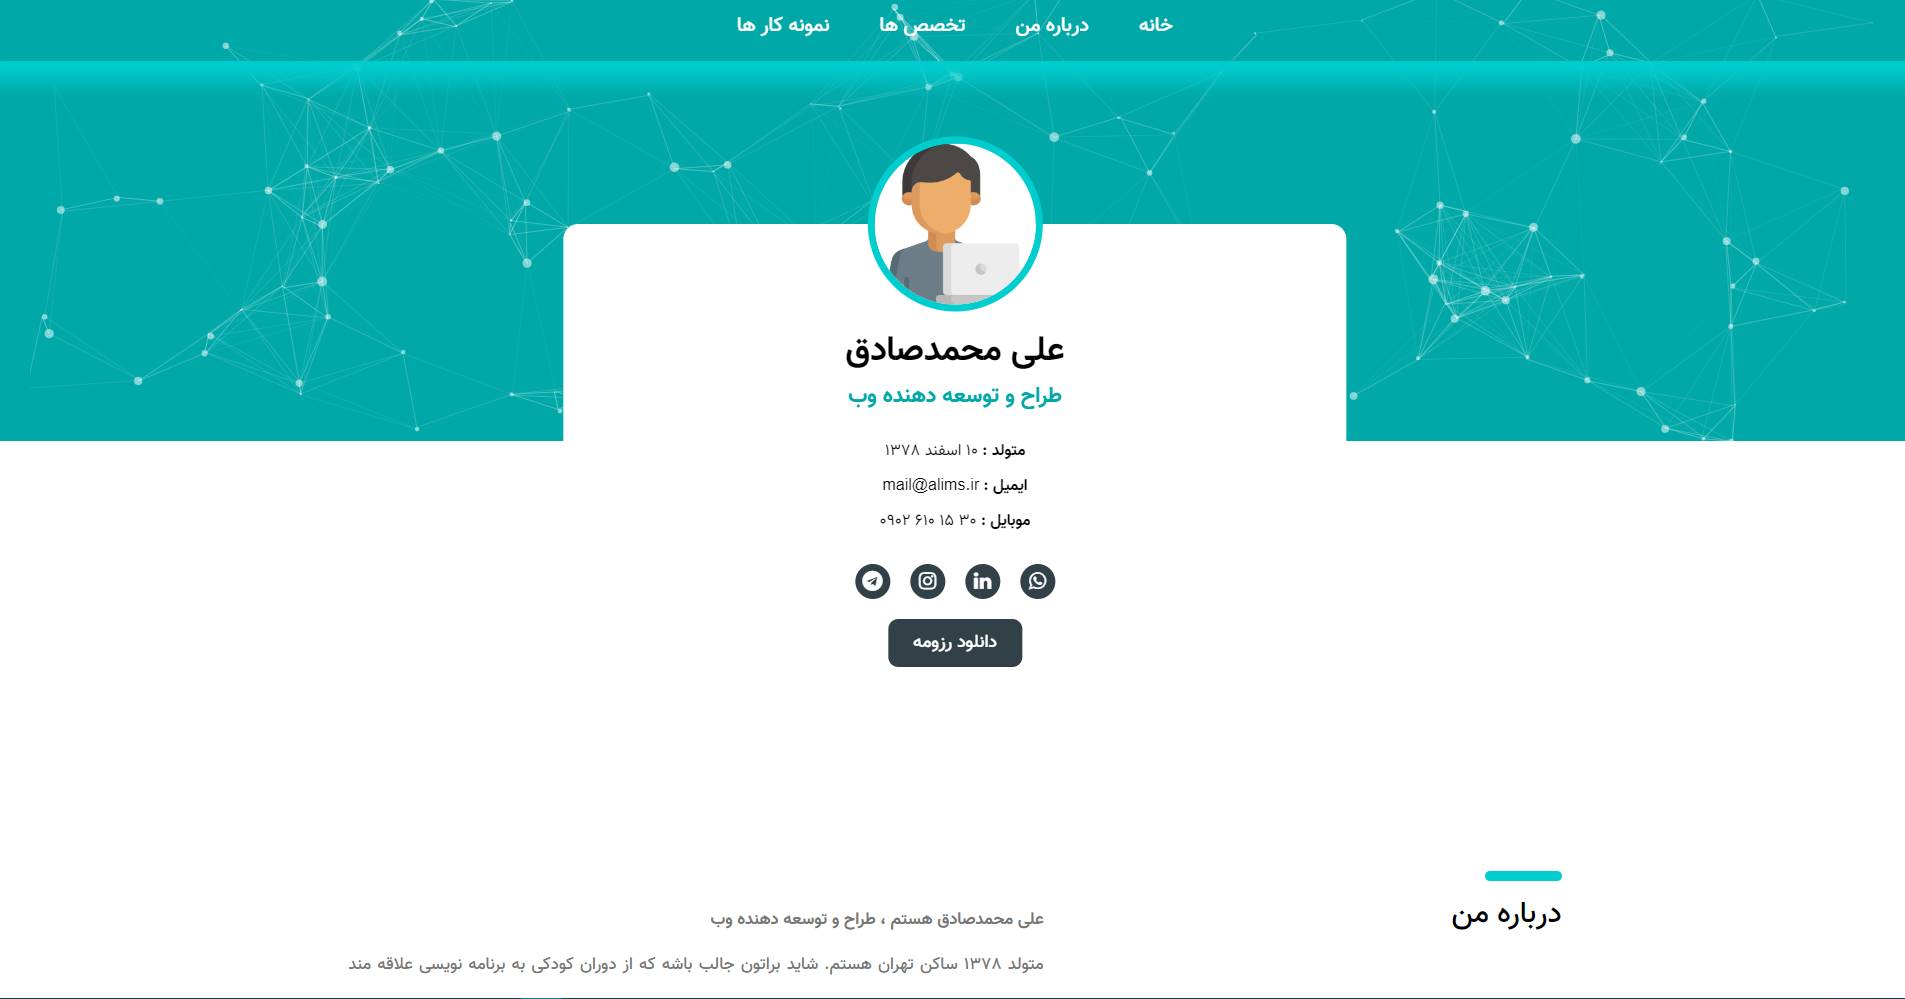 خانه
درباره من
تخصص ها
نمونه کار ها
علی محمدصادق
طراح و توسعه دهنده وب
متولد : ۱۰ اسفند ۱۳۷۸
ایمیل : mail@alims.ir
موبایل : ۳۰ ۱۵ ۶۱۰ ۰۹۰۲
دانلود رزومه
درباره من
علی محمدصادق هستم ، طراح و توسعه دهنده وب
متولد ۱۳۷۸ ساکن تهران هستم. شاید براتون جالب باشه که از دوران کودکی به برنامه نویسی علاقه مند